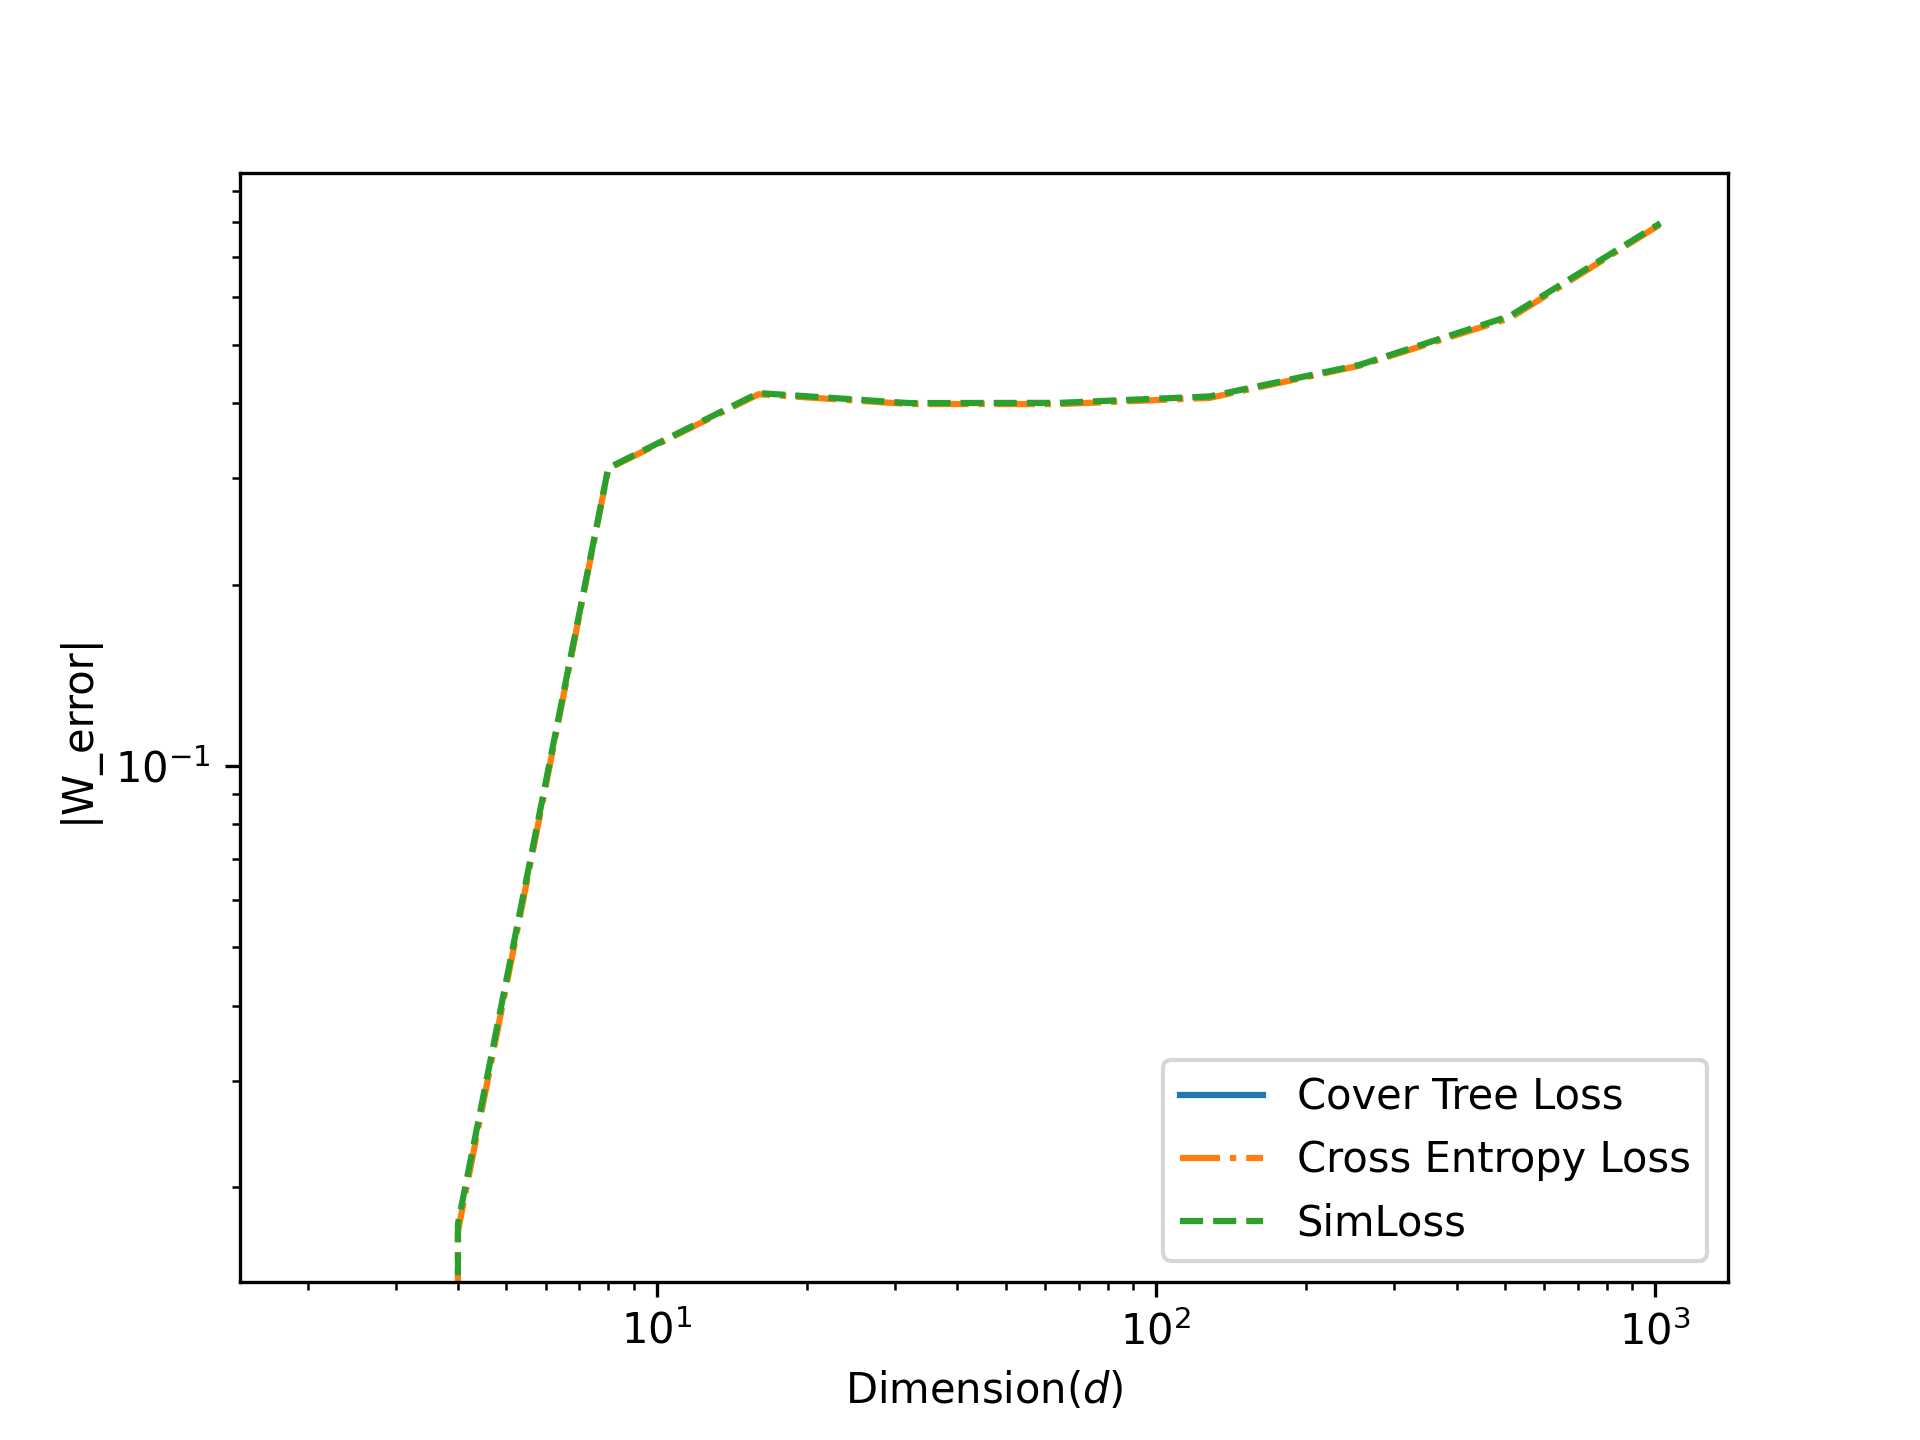 |W_error|
10⁻¹
10¹ 10² 10³
Dimension(d)
Cover Tree Loss
Cross Entropy Loss
SimLoss